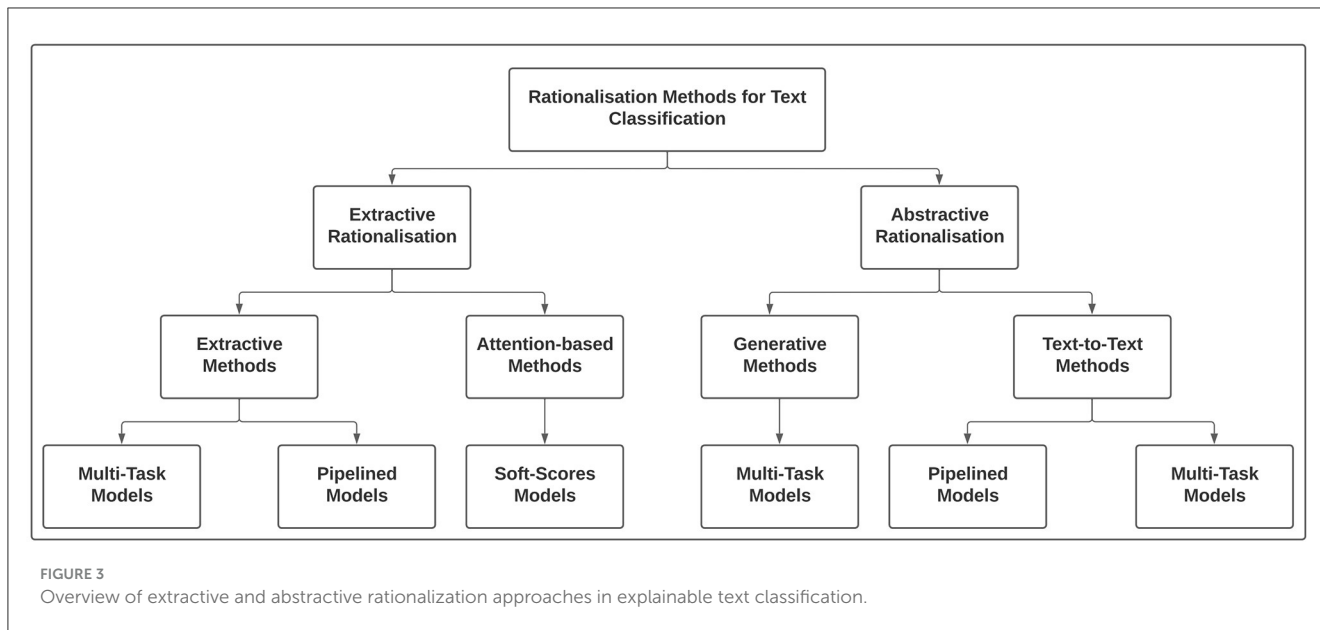 Rationalisation Methods for Text
Classification
Extractive
Rationalisation
Abstractive
Rationalisation
Extractive
Methods
Attention-based
Methods
Generative
Methods
Text-to-Text
Methods
Multi-Task
Models
Pipelined
Models
Soft-Scores
Models
Multi-Task
Models
Pipelined
Models
Multi-Task
Models
FIGURE 3
Overview of extractive and abstractive rationalization approaches in explainable text classification.